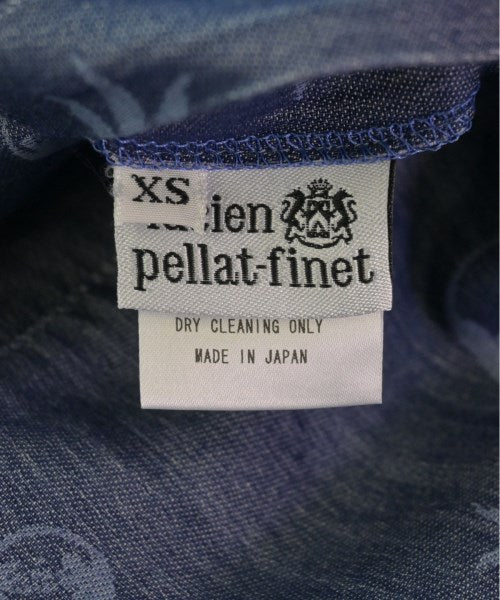 XS
pellat-finet
DRY CLEANING ONLY
MADE IN JAPAN